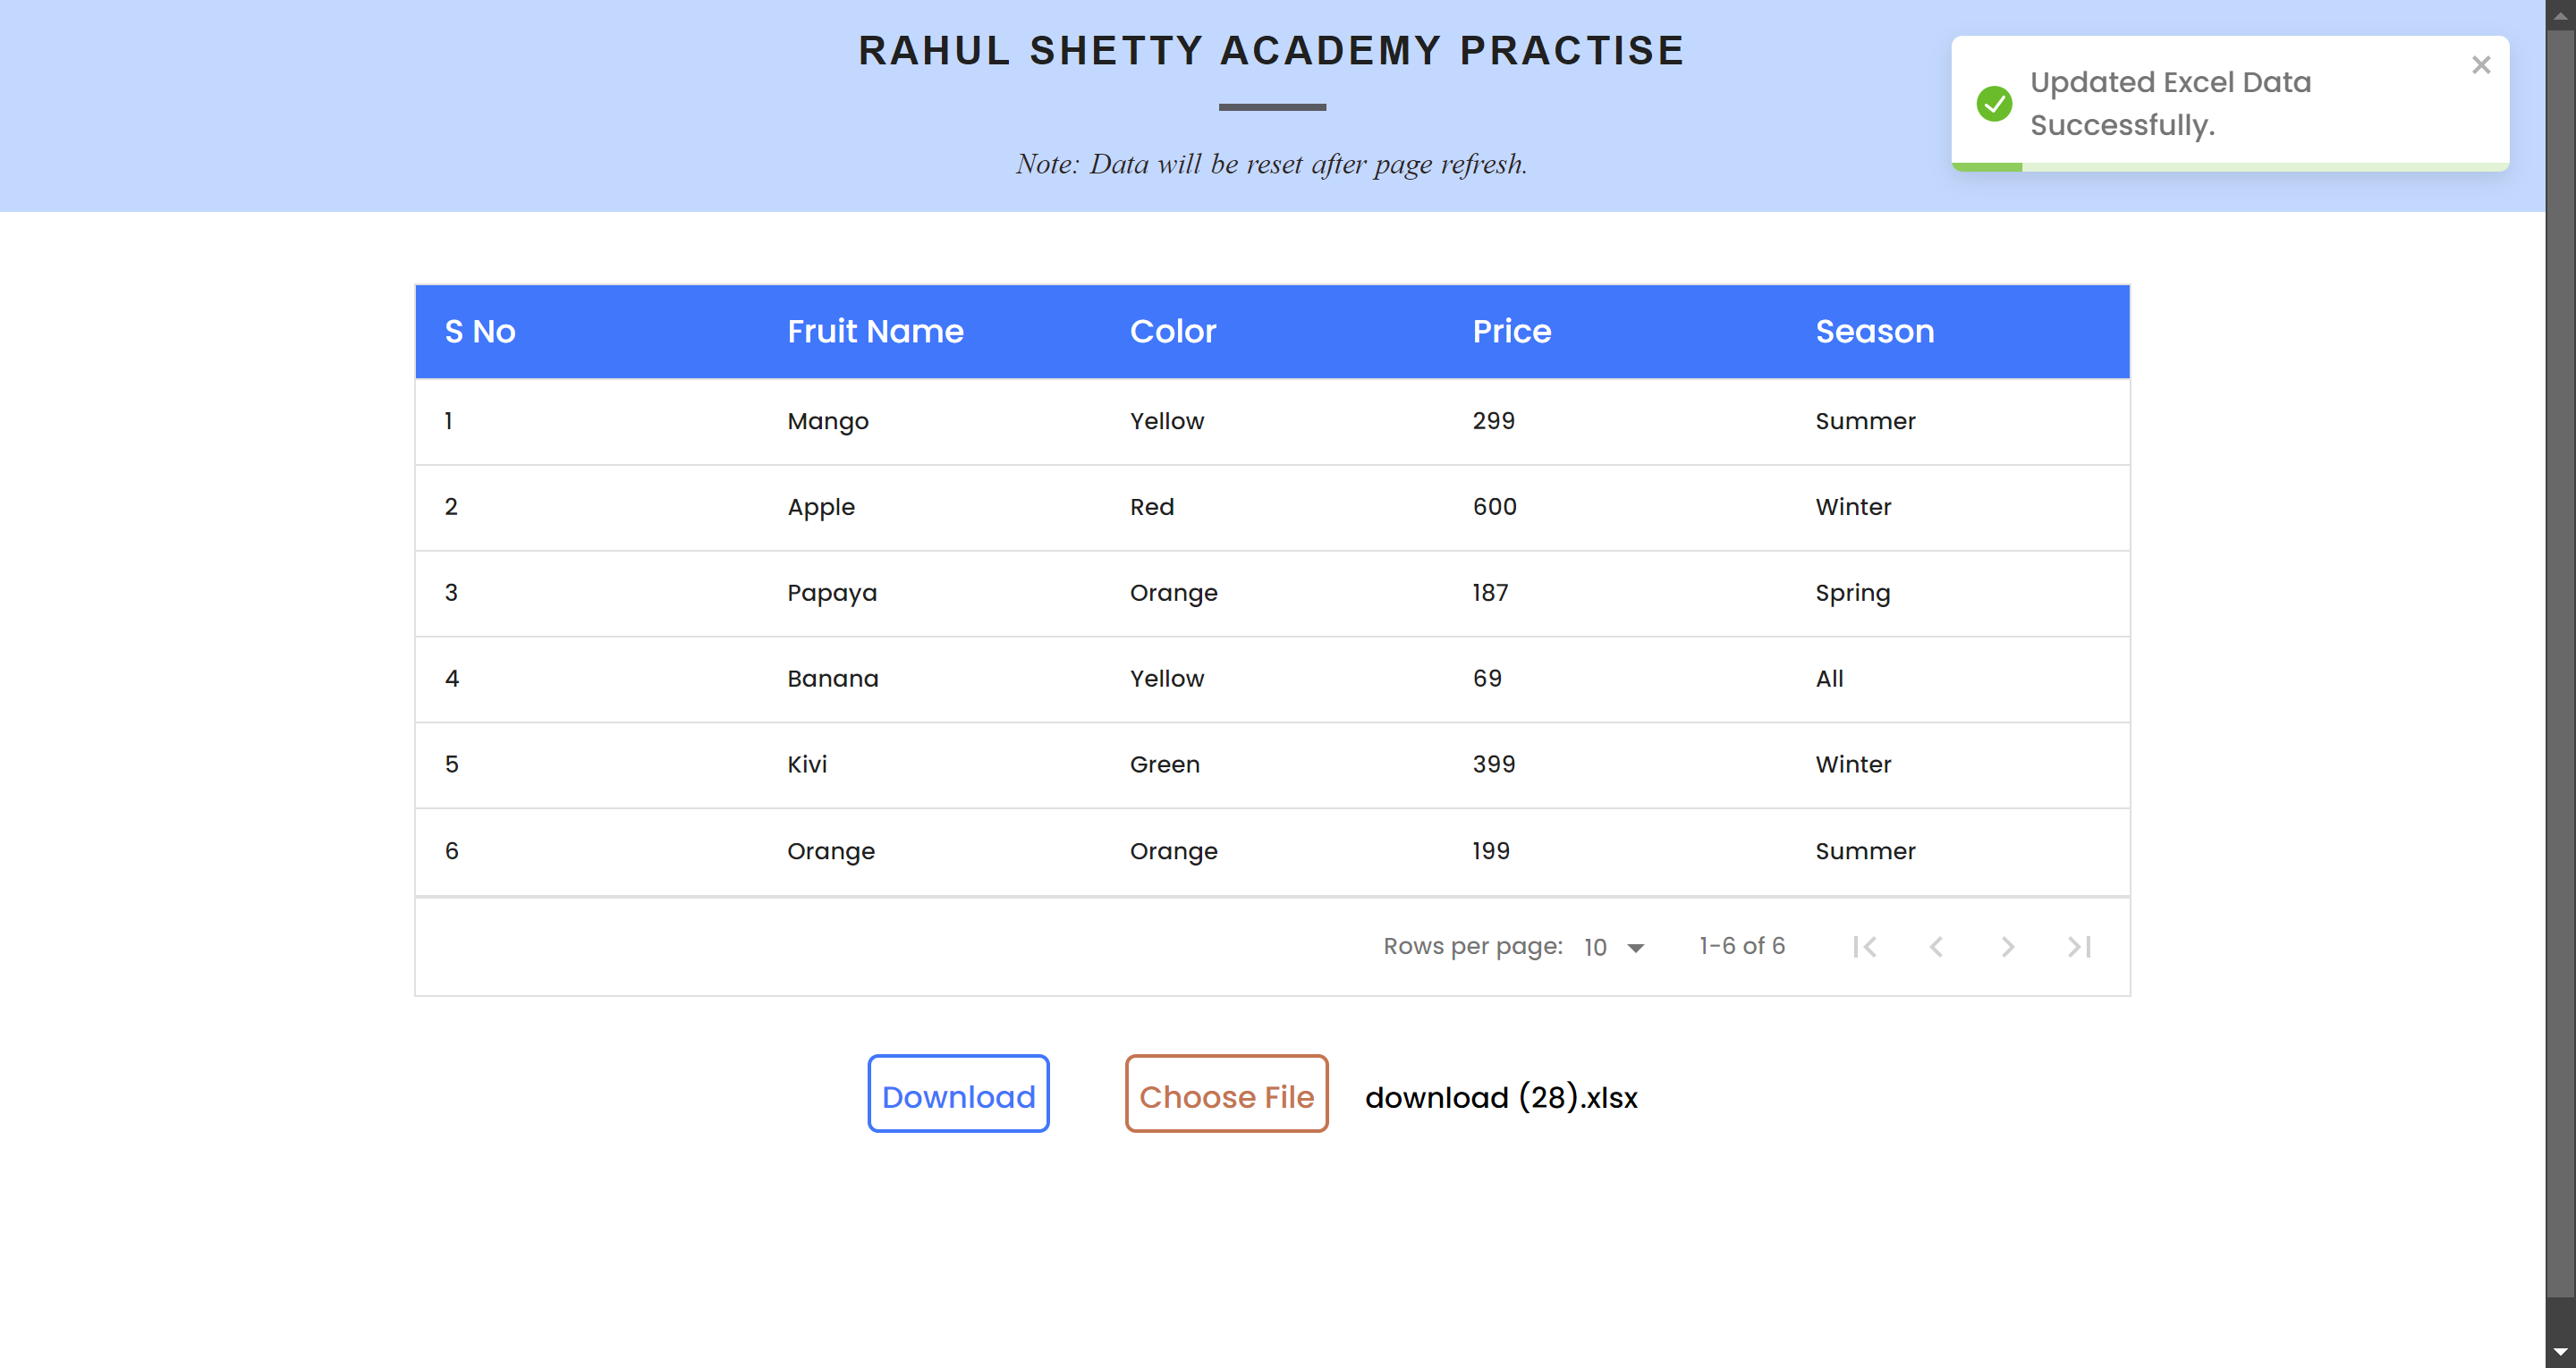 RAHUL SHETTY ACADEMY PRACTISE
Note: Data will be reset after page refresh.
Updated Excel Data
Successfully.
S No Fruit Name Color Price Season
1 Mango Yellow 299 Summer
2 Apple Red 600 Winter
3 Papaya Orange 187 Spring
4 Banana Yellow 69 All
5 Kivi Green 399 Winter
6 Orange Orange 199 Summer
Rows per page: 10 1-6 of 6
Download Choose File download (28).xlsx